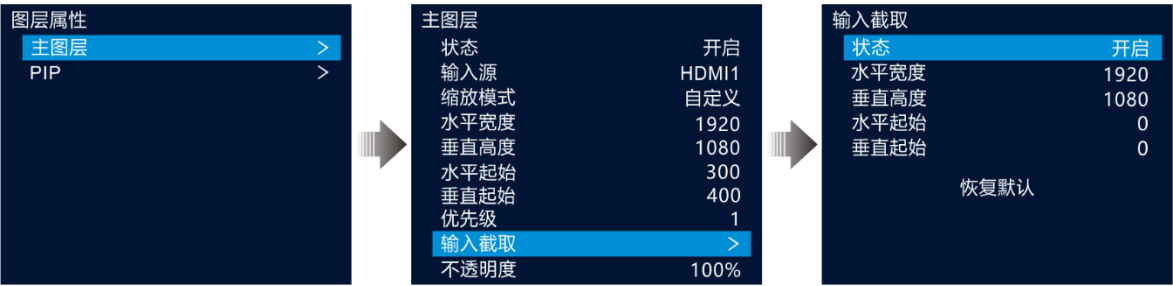 图层属性
主图层 >
PIP >
主图层
状态 开启
输入源 HDMI1
缩放模式 自定义
水平宽度 1920
垂直高度 1080
水平起始 300
垂直起始 400
优先级 1
输入截取 >
不透明度 100%
输入截取
状态 开启
水平宽度 1920
垂直高度 1080
水平起始 0
垂直起始 0
恢复默认